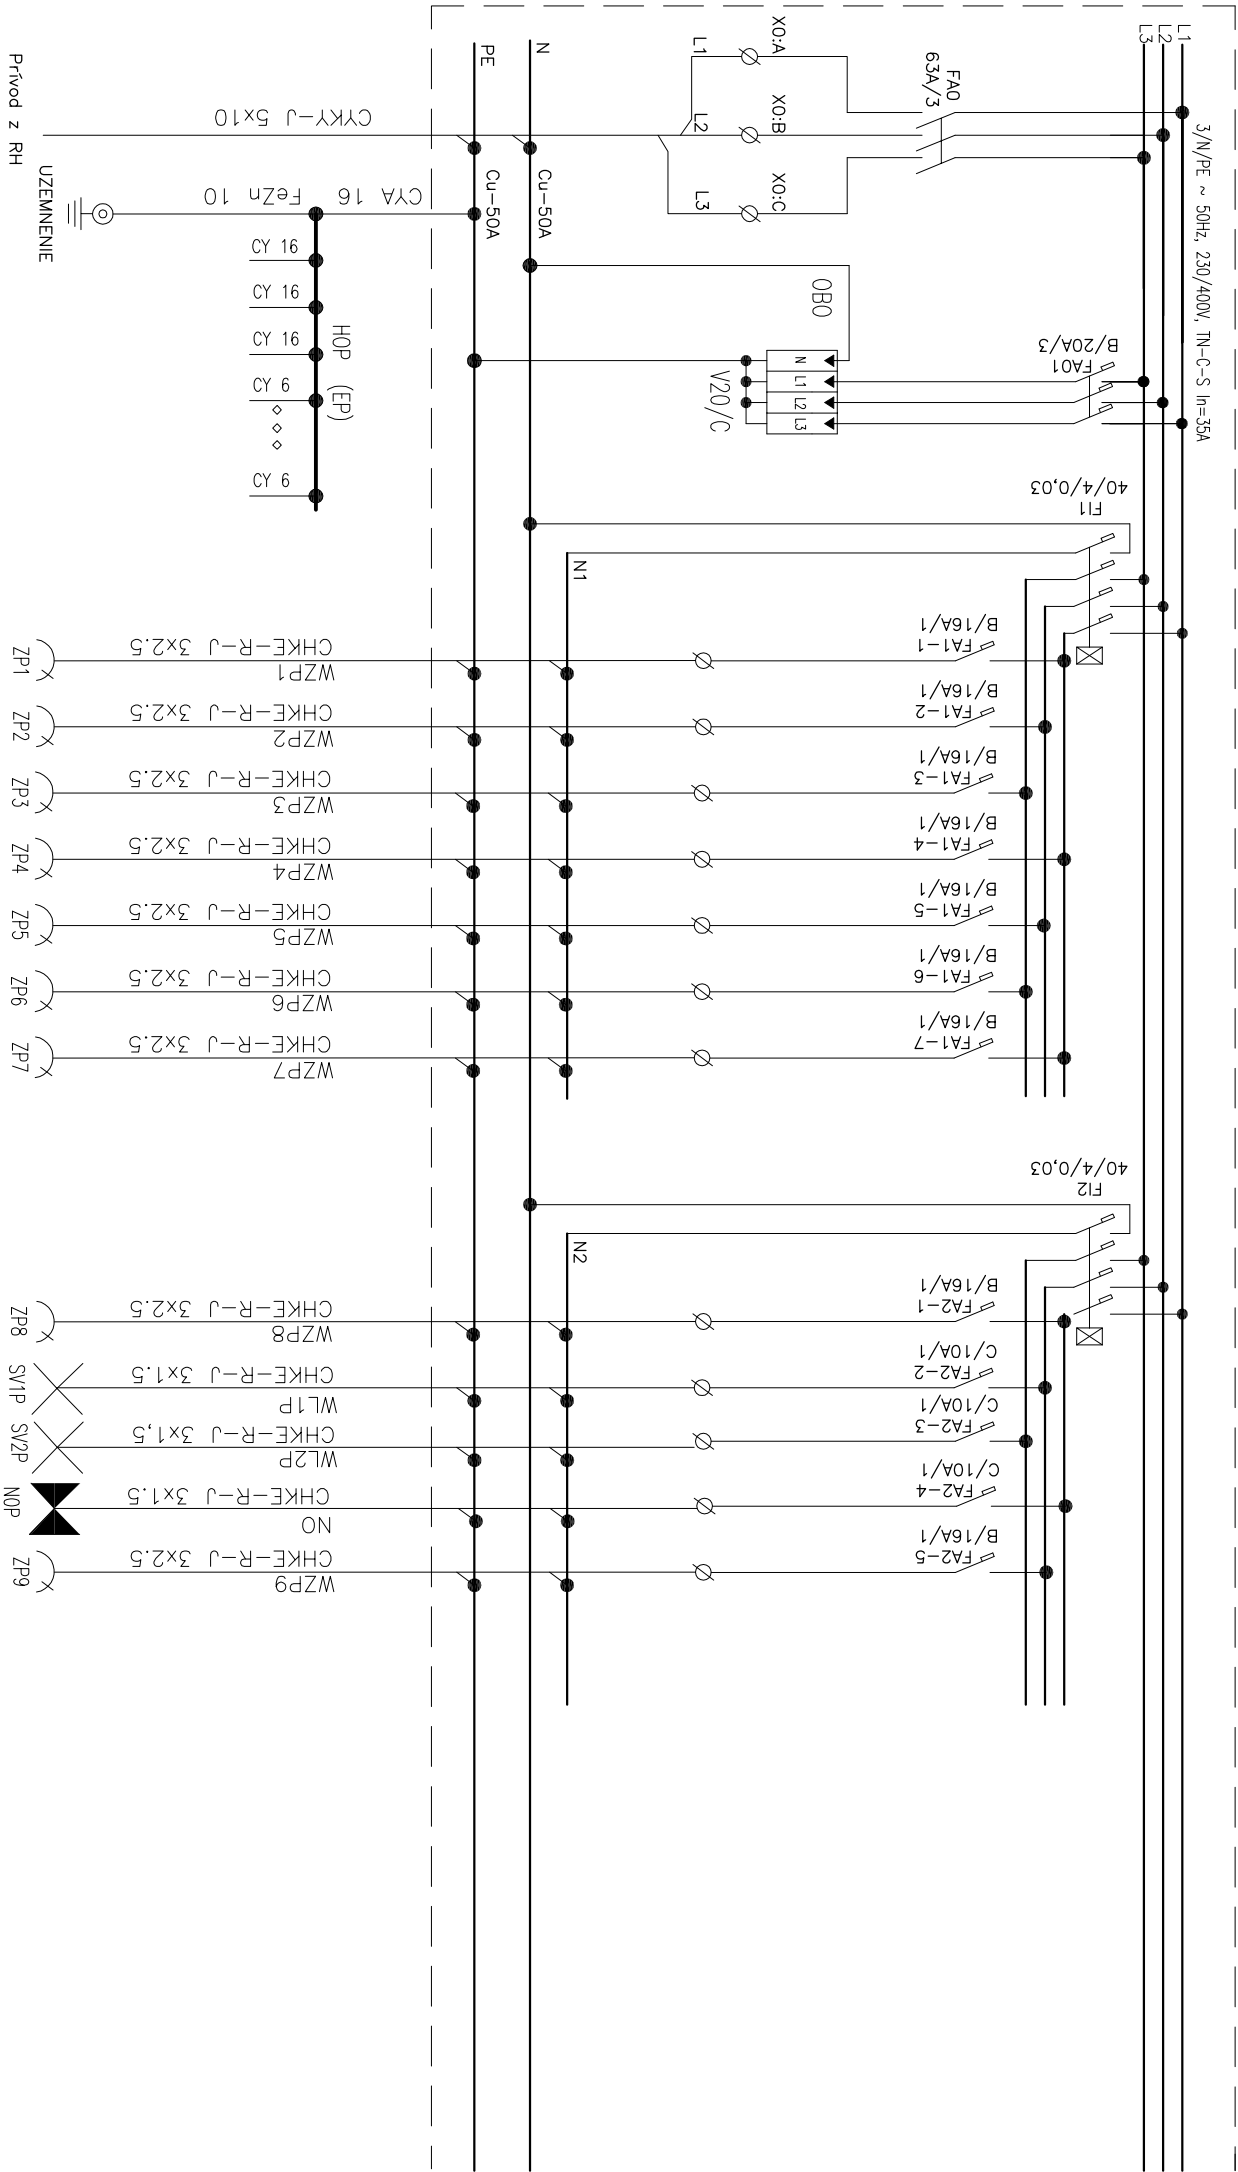 L1
L2
L3
3/N/PE ~ 50Hz, 230/400V, TN-C-S In=35A
FA0
63A/3
X0:A
X0:B
X0:C
L1
L2
L3
N
PE
Cu-50A
Cu-50A
CYKY-J 5x10
Prívod z RH
CYA 16
FeZn 10
UZEMNENIE
CY 16
CY 16
CY 16
CY 6
CY 6
HOP (EP)
OBO
N
L1
L2
L3
V20/C
FA01
B/20A/3
FI1
40/4/0,03
N1
FA1-1
B/16A/1
WZP1
CHKE-R-J 3x2.5
ZP1
FA1-2
B/16A/1
WZP2
CHKE-R-J 3x2.5
ZP2
FA1-3
B/16A/1
WZP3
CHKE-R-J 3x2.5
ZP3
FA1-4
B/16A/1
WZP4
CHKE-R-J 3x2.5
ZP4
FA1-5
B/16A/1
WZP5
CHKE-R-J 3x2.5
ZP5
FA1-6
B/16A/1
WZP6
CHKE-R-J 3x2.5
ZP6
FA1-7
B/16A/1
WZP7
CHKE-R-J 3x2.5
ZP7
FI2
40/4/0,03
N2
FA2-1
B/16A/1
WZP8
CHKE-R-J 3x2.5
ZP8
FA2-2
C/10A/1
WL1P
CHKE-R-J 3x1.5
SV1P
FA2-3
C/10A/1
WL2P
CHKE-R-J 3x1,5
SV2P
FA2-4
C/10A/1
NO
CHKE-R-J 3x1.5
NOP
FA2-5
B/16A/1
WZP9
CHKE-R-J 3x2.5
ZP9